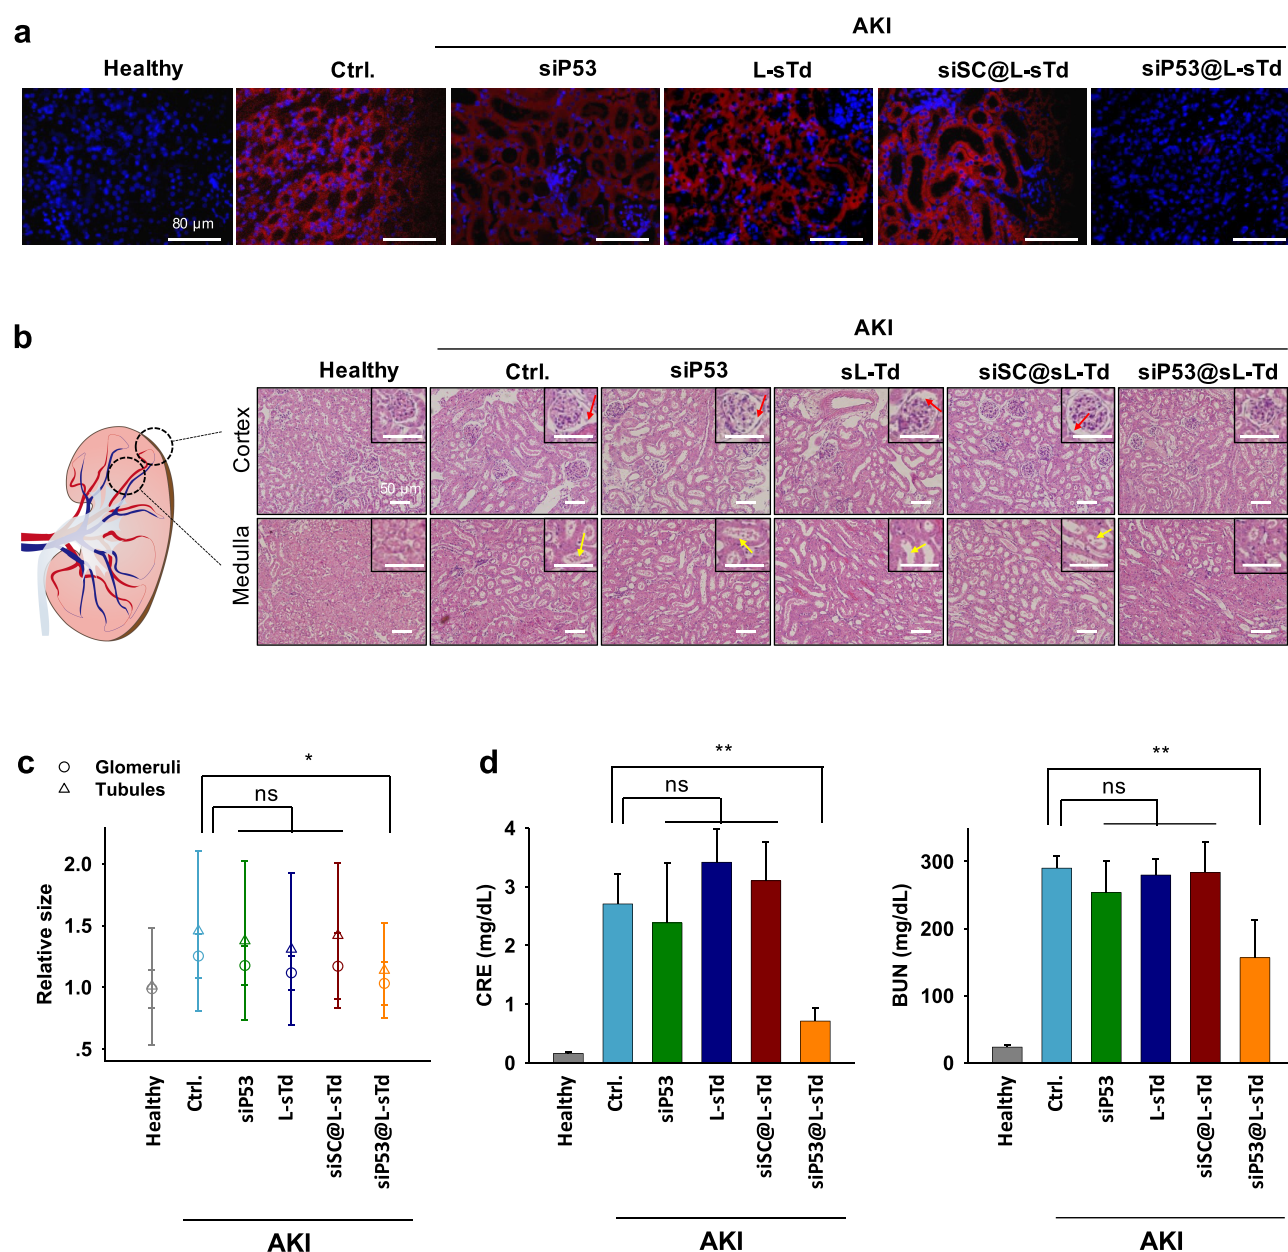 a
AKI
Healthy
Ctrl.
siP53
L-sTd
siSC@L-sTd
siP53@L-sTd
80 µm
b
AKI
Healthy
Ctrl.
siP53
sL-Td
siSC@sL-Td
siP53@sL-Td
Cortex
50 µm
Medulla
c
Glomeruli
Tubules
*
ns
Relative size
2.0
1.5
1.0
.5
Healthy
Ctrl.
siP53
L-sTd
siSC@L-sTd
siP53@L-sTd
AKI
d
**
ns
CRE (mg/dL)
4
3
2
1
0
Healthy
Ctrl.
siP53
L-sTd
siSC@L-sTd
siP53@L-sTd
AKI
**
ns
BUN (mg/dL)
300
200
100
0
Healthy
Ctrl.
siP53
L-sTd
siSC@L-sTd
siP53@L-sTd
AKI